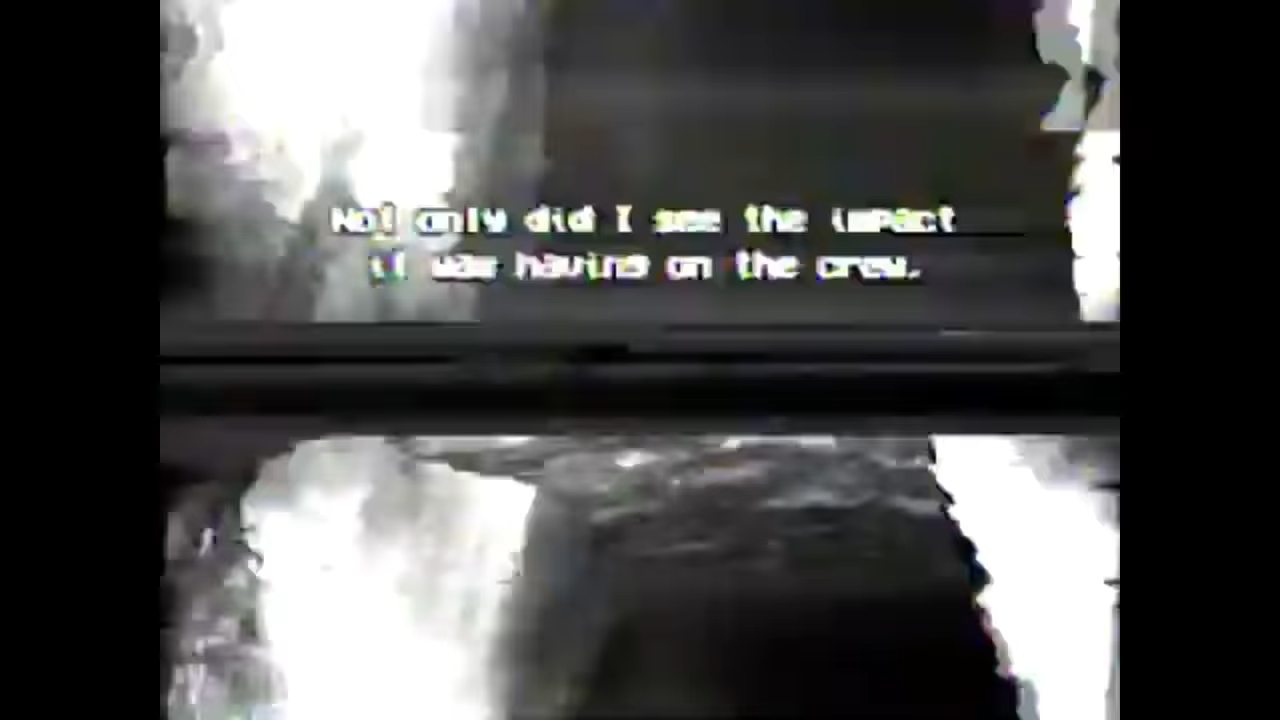 Not only did I see the impact
it was having on the crew.